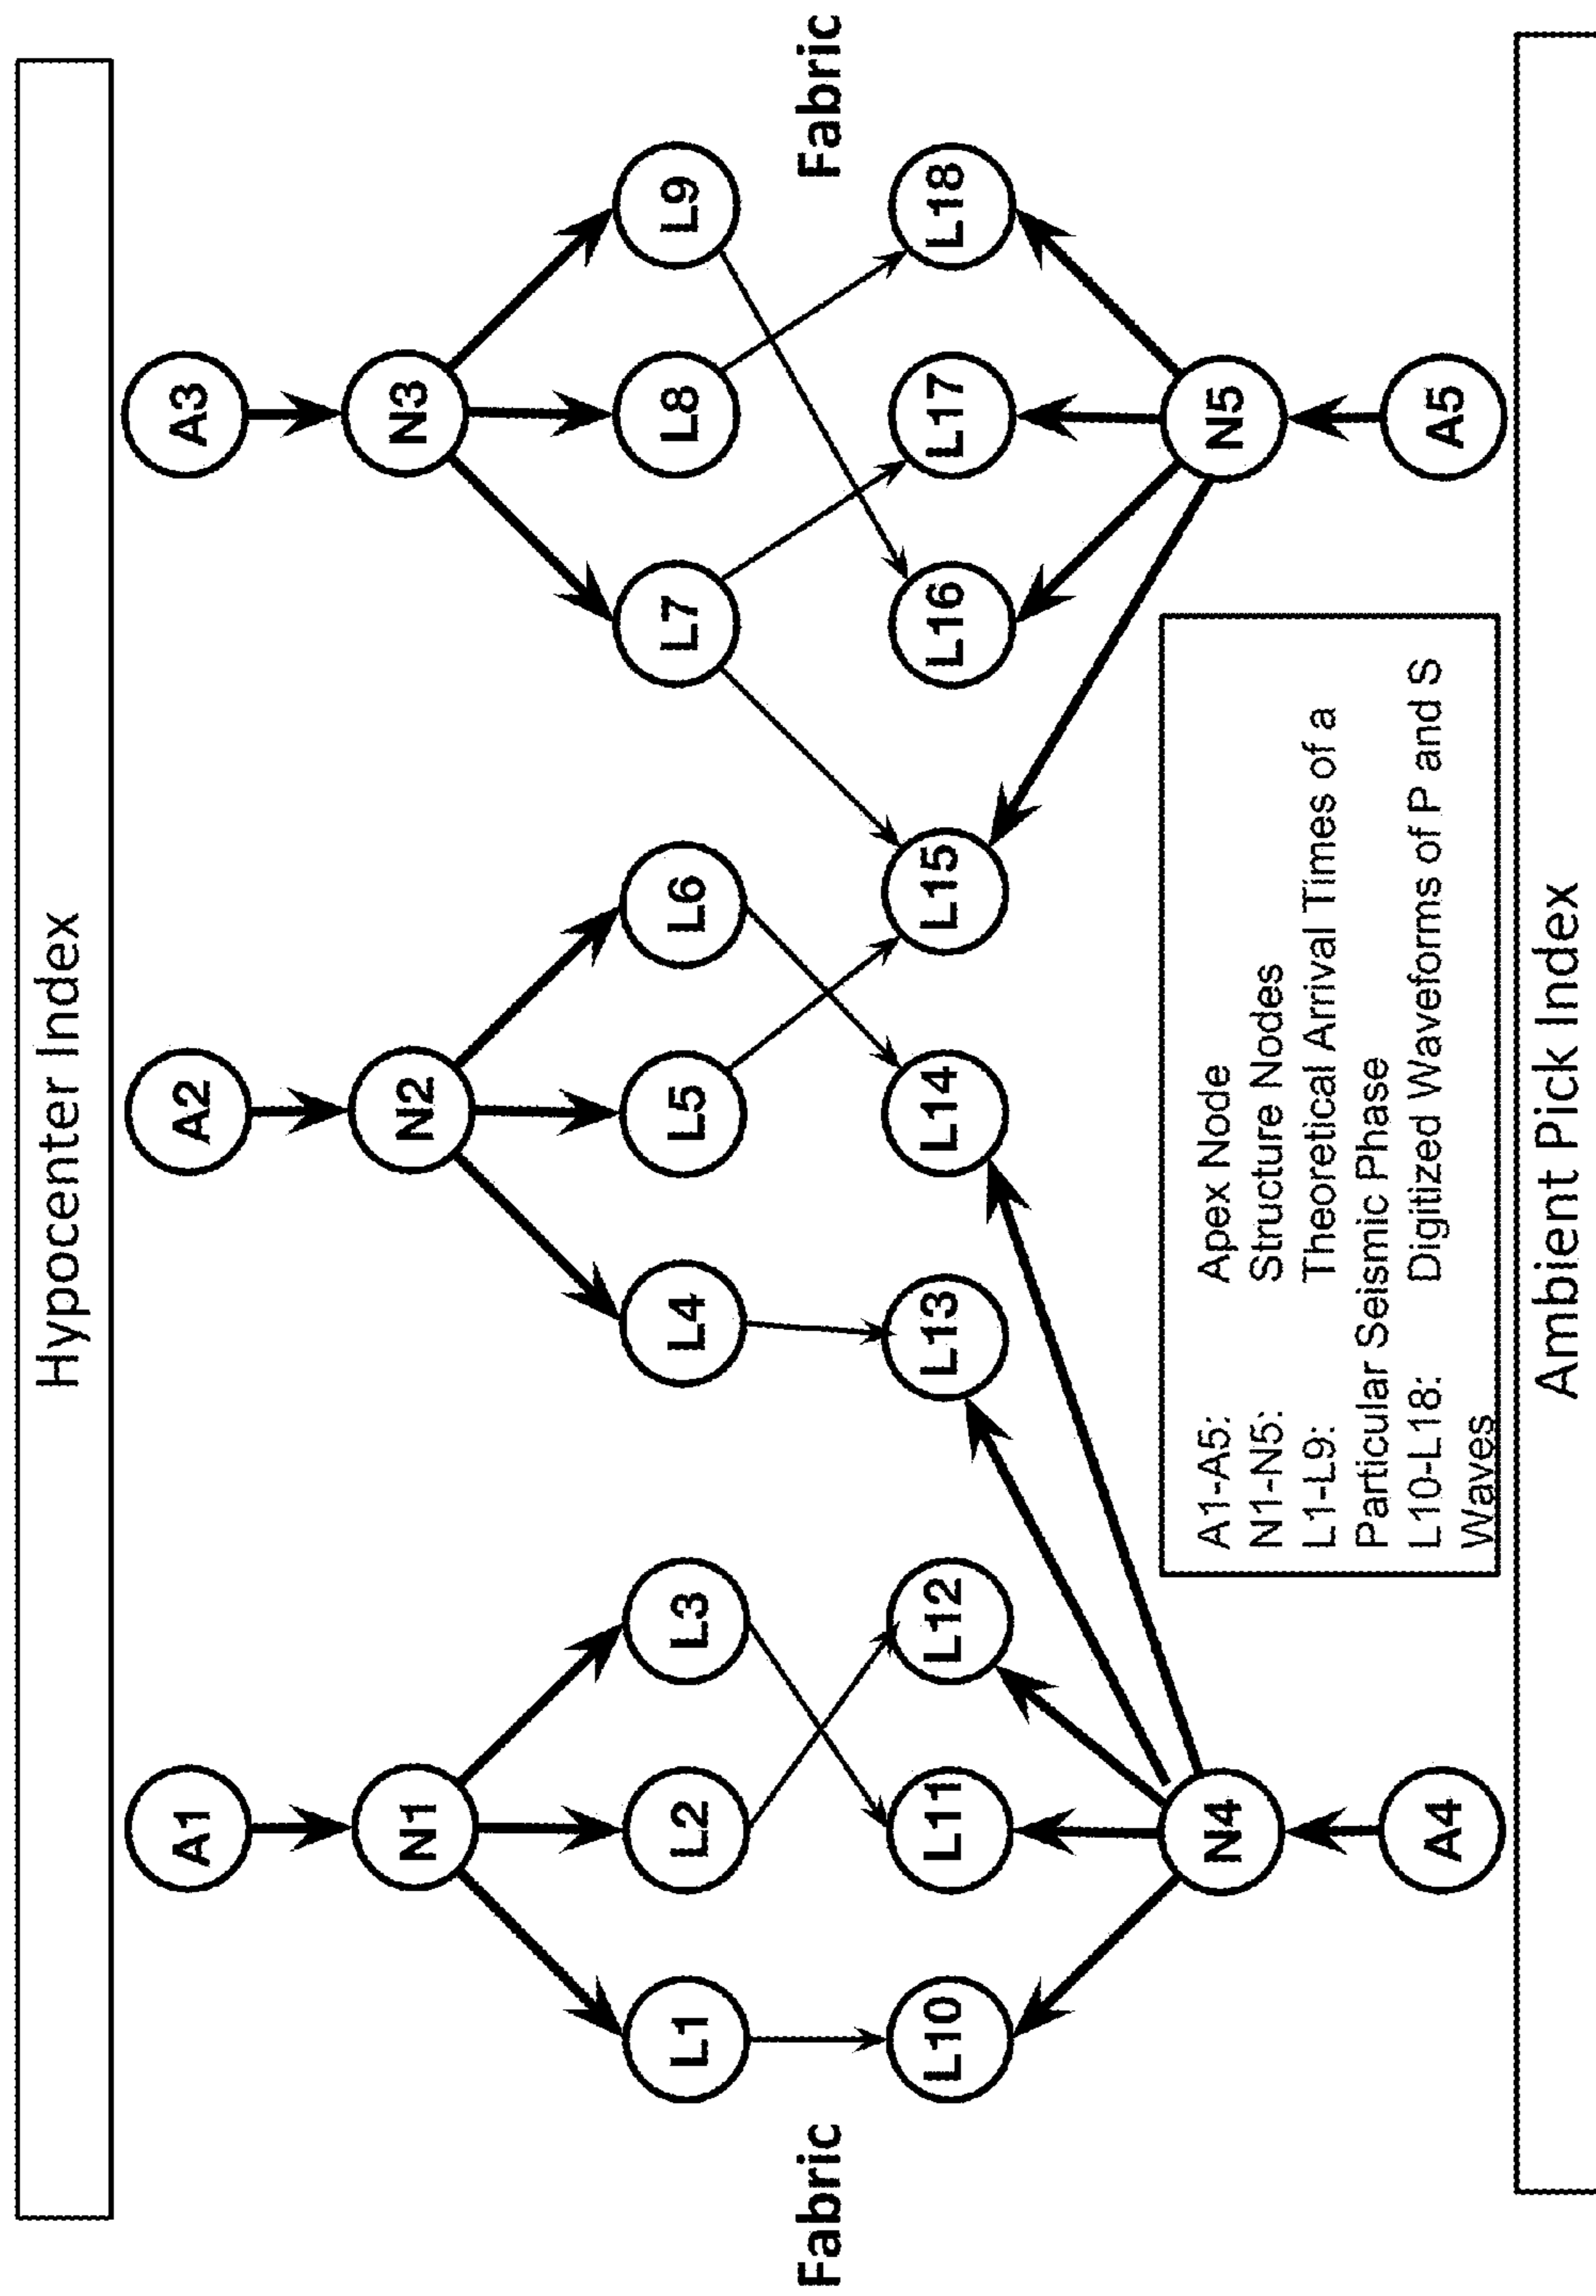 Hypocenter Index
A1
A2
A3
N1
N2
N3
L1
L2
L3
L4
L5
L6
L7
L8
L9
Fabric
Fabric
L10
L11
L12
L13
L14
L15
L16
L17
L18
N4
N5
A4
A5
A1-A5: Apex Node
N1-N5: Structure Nodes
L1-L9: Theoretical Arrival Times of a
Particular Seismic Phase
L10-L18: Digitized Waveforms of P and S
Waves
Ambient Pick Index